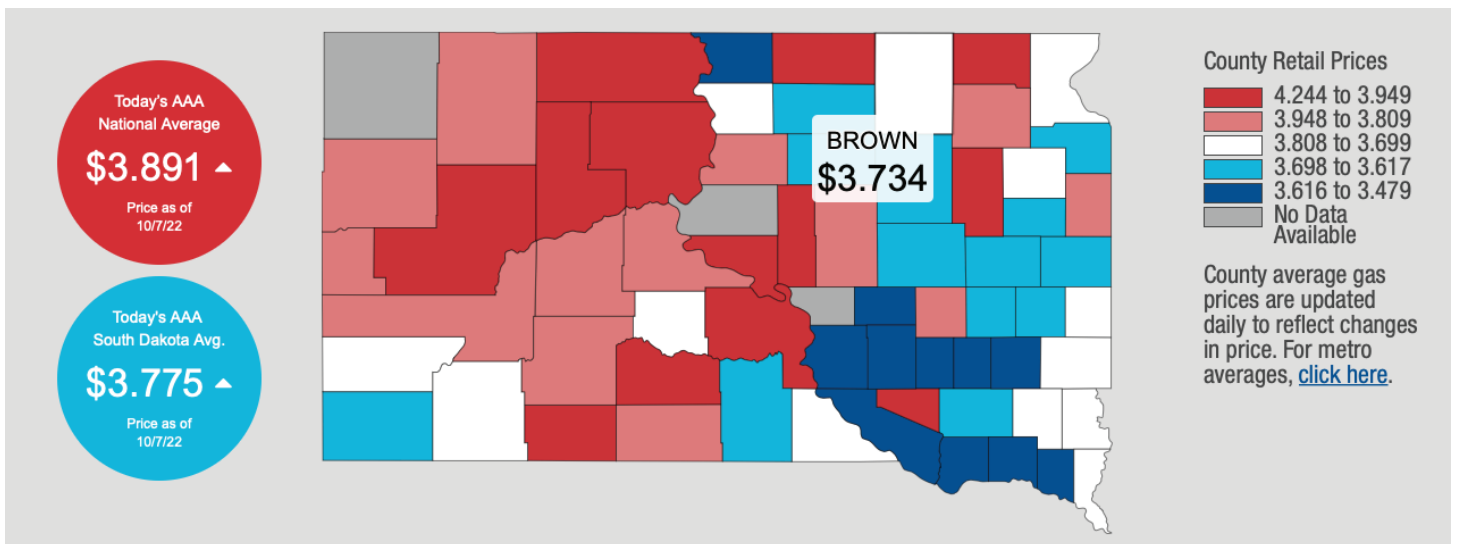 Today's AAA
National Average
$3.891
Price as of
10/7/22
Today's AAA
South Dakota Avg.
$3.775
Price as of
10/7/22
BROWN
$3.734
County Retail Prices
4.244 to 3.949
3.948 to 3.809
3.808 to 3.699
3.698 to 3.617
3.616 to 3.479
No Data
Available
County average gas
prices are updated
daily to reflect changes
in price. For metro
averages, click here.